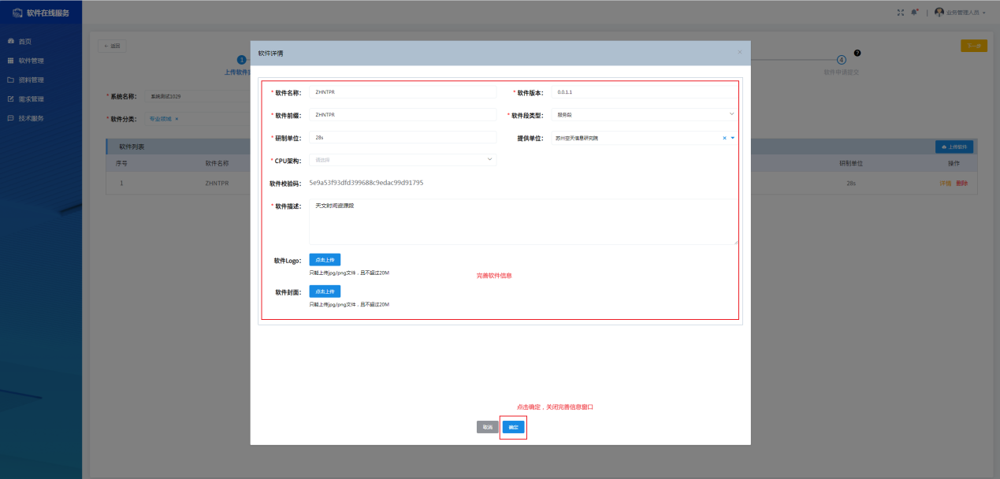 软件在线服务
业务管理人员
首页
软件管理
资料管理
需求管理
技术服务
← 返回
下一步
1
上传软件
4
?
软件申请提交
* 系统名称： 系统测试1029
* 软件分类： 专业领域 ×
软件列表
上传软件
序号 软件名称 研制单位 操作
1 ZHNTPR 28s 详情 删除
软件详情 ×
* 软件名称： ZHNTPR * 软件版本： 0.0.1.1
* 软件前缀： ZHNTPR * 软件段类型： 服务段
* 研制单位： 28s 提供单位： 苏州空天信息研究院 ×
* CPU架构： 请选择
软件校验码： 5e9a53f93dfd399688c9edac99d91795
* 软件描述： 天文时间资源段
软件Logo： 点击上传
只能上传jpg/png文件，且不超过20M
完善软件信息
软件封面： 点击上传
只能上传jpg/png文件，且不超过20M
点击确定，关闭完善信息窗口
取消 确定